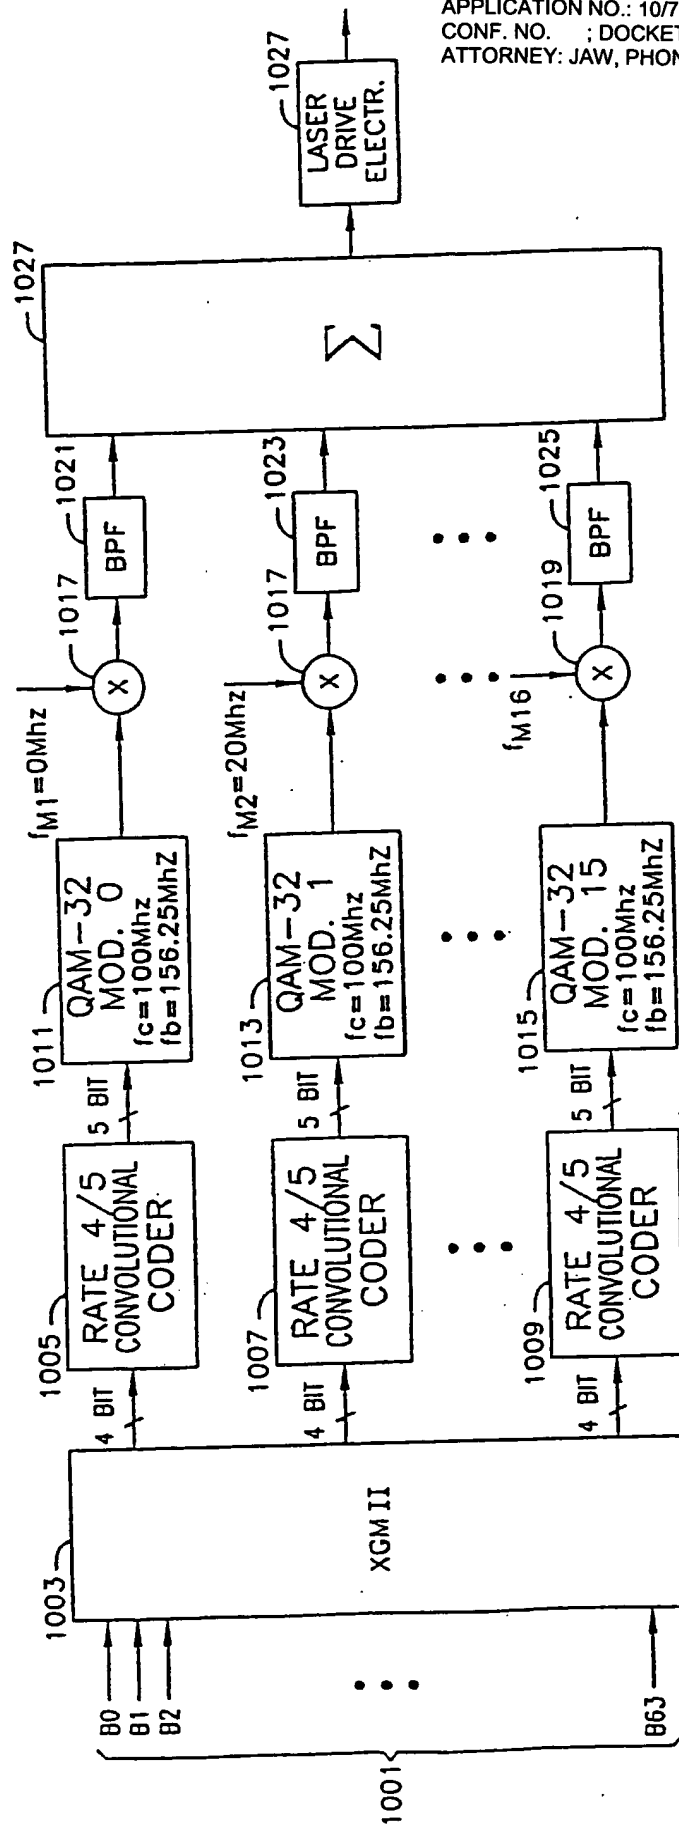 APPLICATION NO.: 10/7
CONF. NO. ; DOCKET
ATTORNEY: JAW, PHON
1001
B0
B1
B2
B63
1003
XGMII
4 BIT
4 BIT
4 BIT
1005
RATE 4/5
CONVOLUTIONAL
CODER
1007
RATE 4/5
CONVOLUTIONAL
CODER
1009
RATE 4/5
CONVOLUTIONAL
CODER
5 BIT
5 BIT
5 BIT
1011
QAM-32
MOD. 0
fc=100Mhz
fb=156.25MhZ
1013
QAM-32
MOD. 1
fc=100Mhz
fb=156.25MhZ
1015
QAM-32
MOD. 15
fc=100Mhz
fb=156.25MhZ
fM1=0Mhz
1017
X
fM2=20Mhz
1017
X
fM16
1019
X
1021
BPF
1023
BPF
1025
BPF
1027
Σ
1027
LASER
DRIVE
ELECTR.